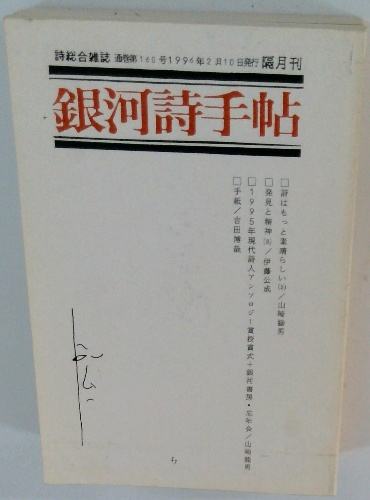 詩総合雑誌 通巻第160号1996年2月10日発行 隔月刊
銀河詩手帖
□詩はもっと素晴らしい(5)/山崎睦男
□発見と精神(8)/伊藤公成
□1995年現代詩人アンソロジー賞授賞式+銀河書房・忘年会/山崎睦男
□手紙/吉田博哉